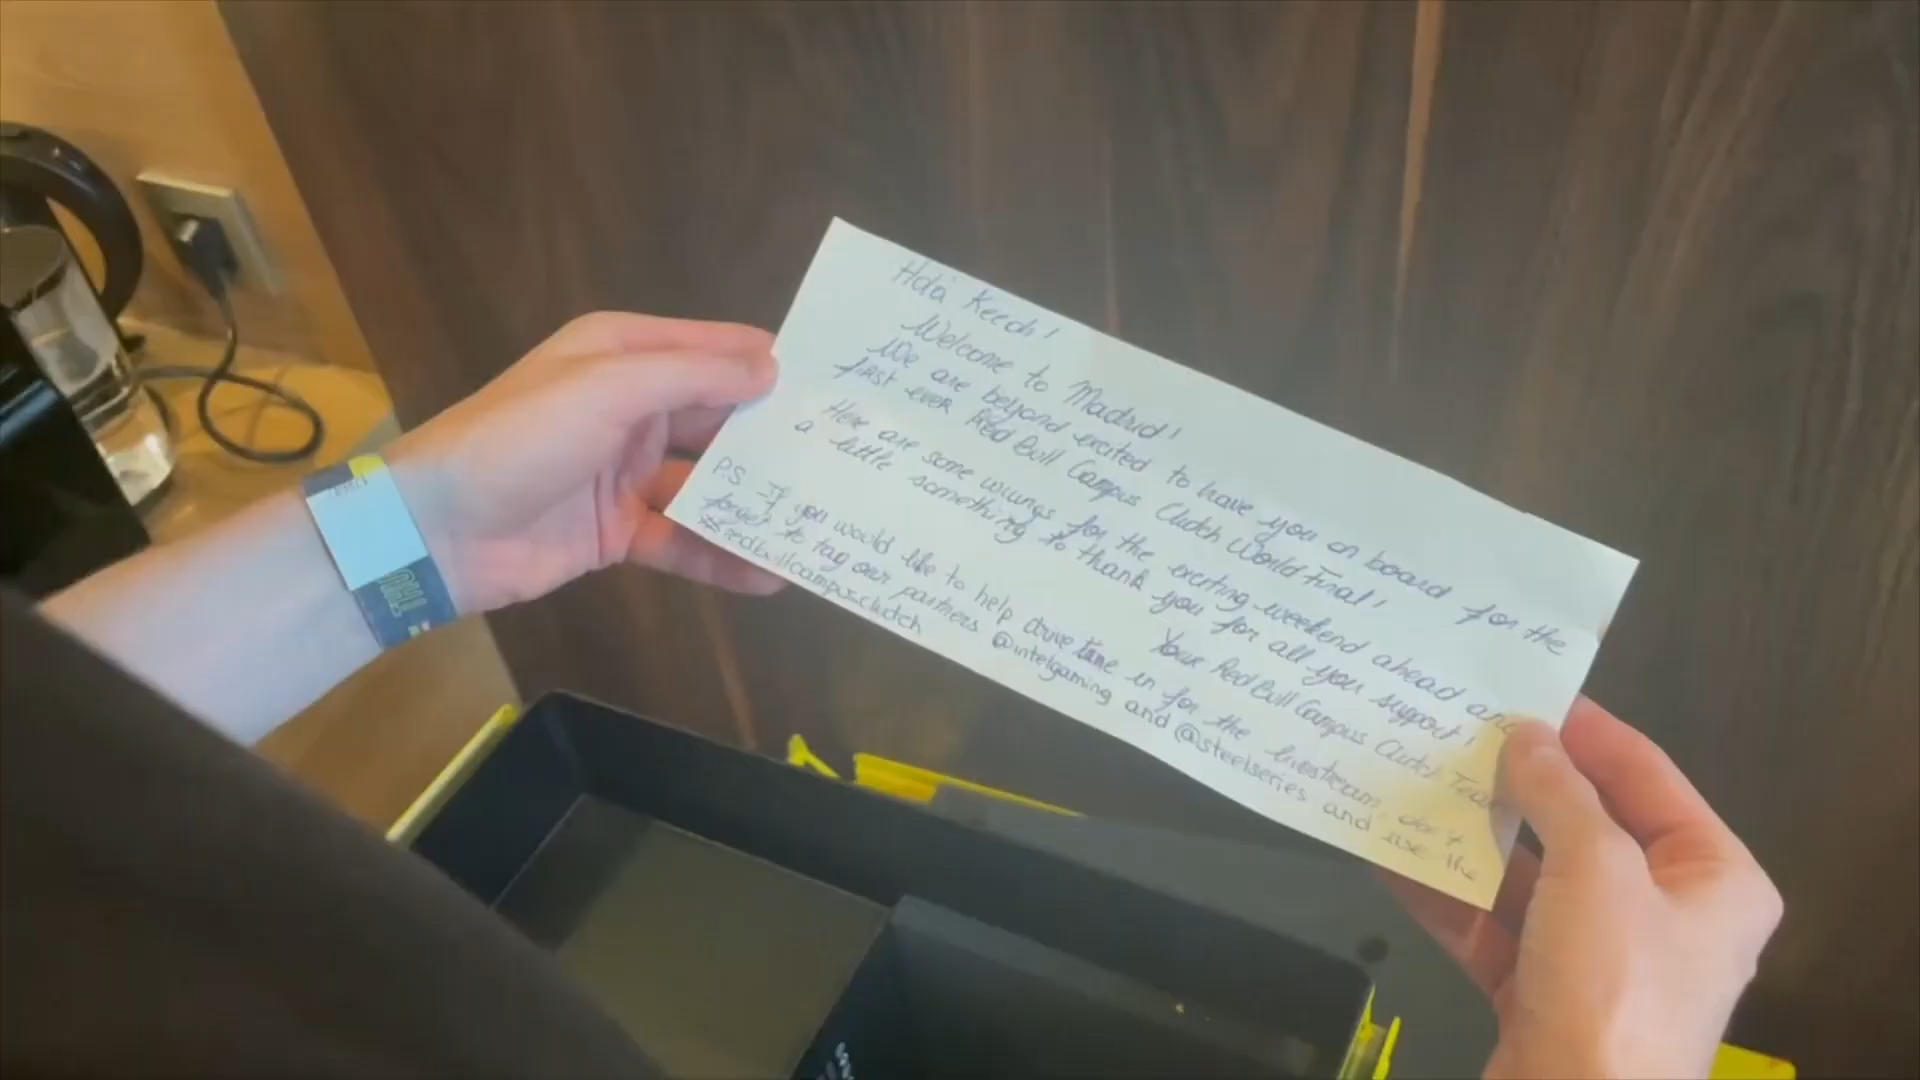 Hola Keeoh!
Welcome to Madrid!
We are beyond excited to have you on board for the
first ever Red Bull Campus Clutch World Final!
Here are some wiings for the exciting weekend ahead and
a little something to thank you for all you support!
Your Red Bull Campus Clutch Team
P.S If you would like to help drive tune in for the livestream, don't
forget to tag our partners @intelgaming and @steelseries and use the
#redbullcampusclutch